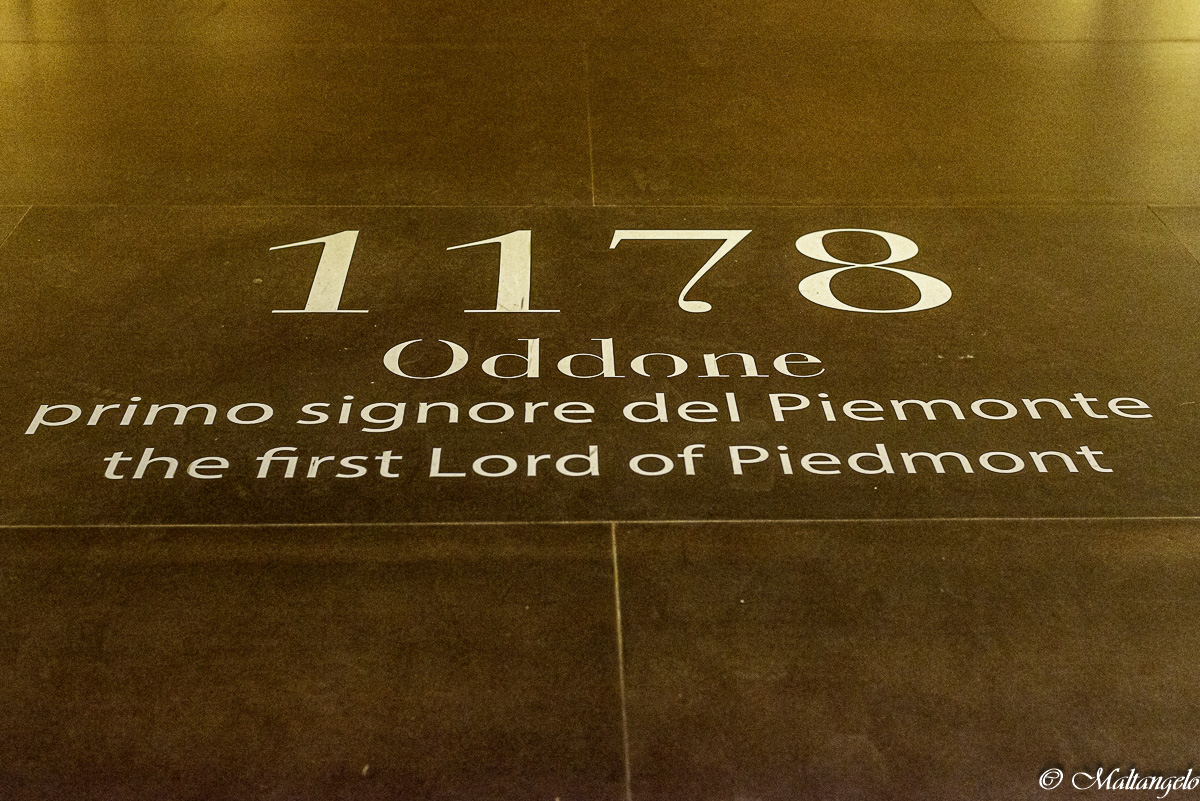 1178
Oddone
primo signore del Piemonte
the first Lord of Piedmont
© Maltangelo